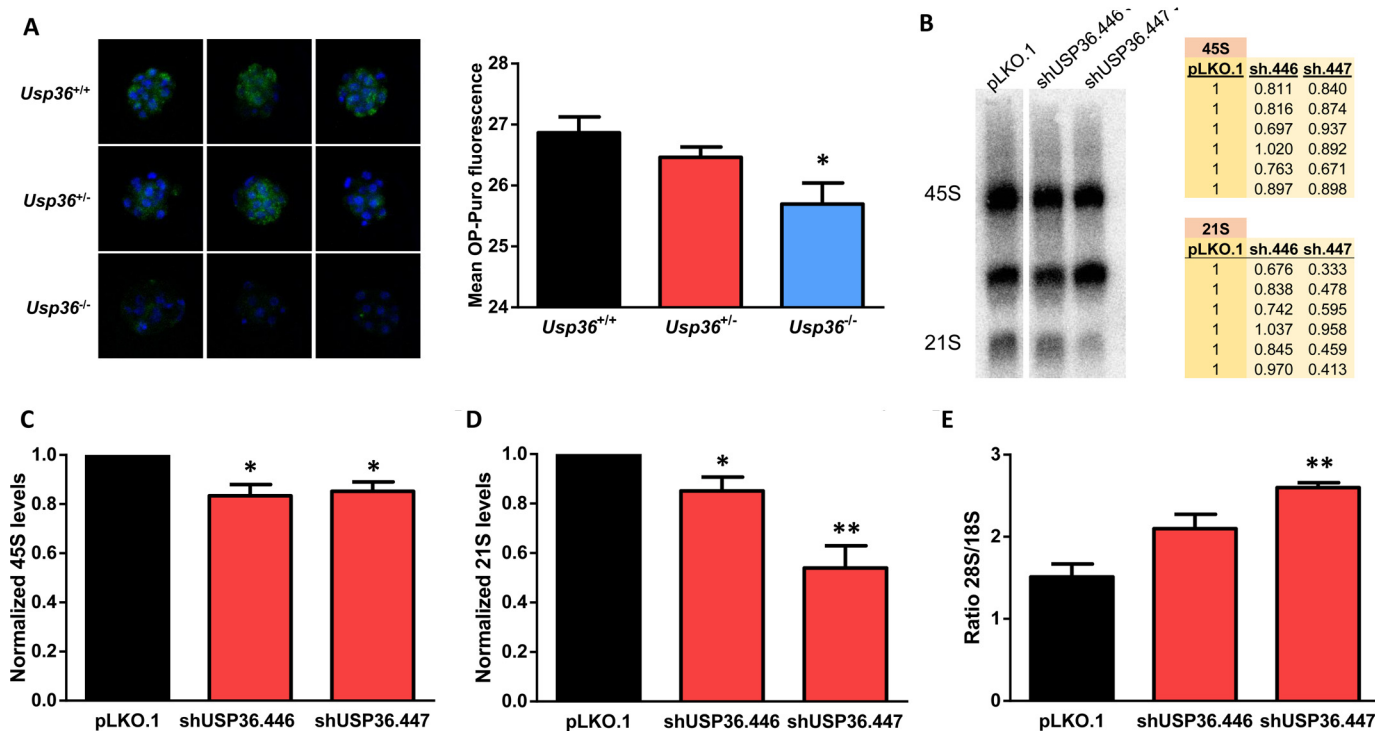 A
Usp36+/+
Usp36+/-
Usp36-/-
Mean OP-Puro fluorescence
27
26
25
24
*
Usp36+/+ Usp36+/- Usp36-/-
B
pLKO.1
shUSP36.446
shUSP36.447
45S
21S
45S
pLKO.1 sh.446 sh.447
1 0.811 0.840
1 0.816 0.874
1 0.697 0.937
1 1.020 0.892
1 0.763 0.671
1 0.897 0.898
21S
pLKO.1 sh.446 sh.447
1 0.676 0.333
1 0.838 0.478
1 0.742 0.595
1 1.037 0.958
1 0.845 0.459
1 0.970 0.413
C
Normalized 45S levels
1.0
0.8
0.6
0.4
0.2
0.0
* *
pLKO.1 shUSP36.446 shUSP36.447
D
Normalized 21S levels
1.0
0.8
0.6
0.4
0.2
0.0
* **
pLKO.1 shUSP36.446 shUSP36.447
E
Ratio 28S/18S
3
2
1
0
**
pLKO.1 shUSP36.446 shUSP36.447